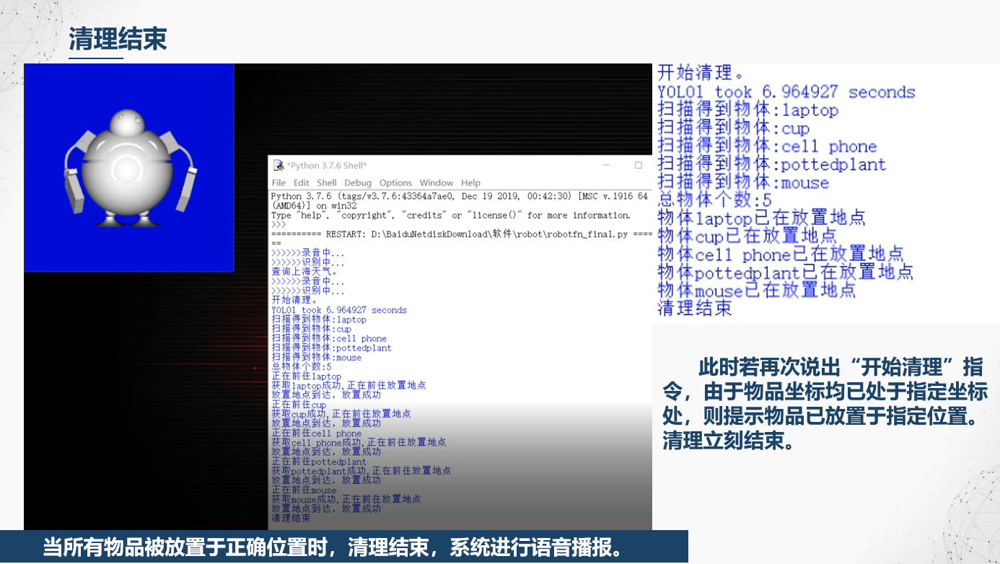 清理结束
*Python 3.7.6 Shell*
File Edit Shell Debug Options Window Help
Python 3.7.6 (tags/v3.7.6:43364a7ae0, Dec 19 2019, 00:42:30) [MSC v.1916 64
(AMD64)] on win32
Type "help", "copyright", "credits" or "license()" for more information.
>>>
========== RESTART: D:\BaiduNetdiskDownload\软件\robot\robotfn_final.py ====
==
>>>>>>录音中...
>>>>>>识别中...
查询上海天气。
>>>>>>录音中...
>>>>>>识别中...
开始清理。
YOLO1 took 6.964927 seconds
扫描得到物体:laptop
扫描得到物体:cup
扫描得到物体:cell phone
扫描得到物体:pottedplant
扫描得到物体:mouse
总物体个数:5
正在前往laptop
获取laptop成功,正在前往放置地点
放置地点到达，放置成功
正在前往cup
获取cup成功,正在前往放置地点
放置地点到达，放置成功
正在前往cell phone
获取cell phone成功,正在前往放置地点
放置地点到达，放置成功
正在前往pottedplant
获取pottedplant成功,正在前往放置地点
放置地点到达，放置成功
正在前往mouse
获取mouse成功,正在前往放置地点
放置地点到达，放置成功
清理结束
开始清理。
YOLO1 took 6.964927 seconds
扫描得到物体:laptop
扫描得到物体:cup
扫描得到物体:cell phone
扫描得到物体:pottedplant
扫描得到物体:mouse
总物体个数:5
物体laptop已在放置地点
物体cup已在放置地点
物体cell phone已在放置地点
物体pottedplant已在放置地点
物体mouse已在放置地点
清理结束
此时若再次说出“开始清理”指
令，由于物品坐标均已处于指定坐标
处，则提示物品已放置于指定位置。
清理立刻结束。
当所有物品被放置于正确位置时，清理结束，系统进行语音播报。